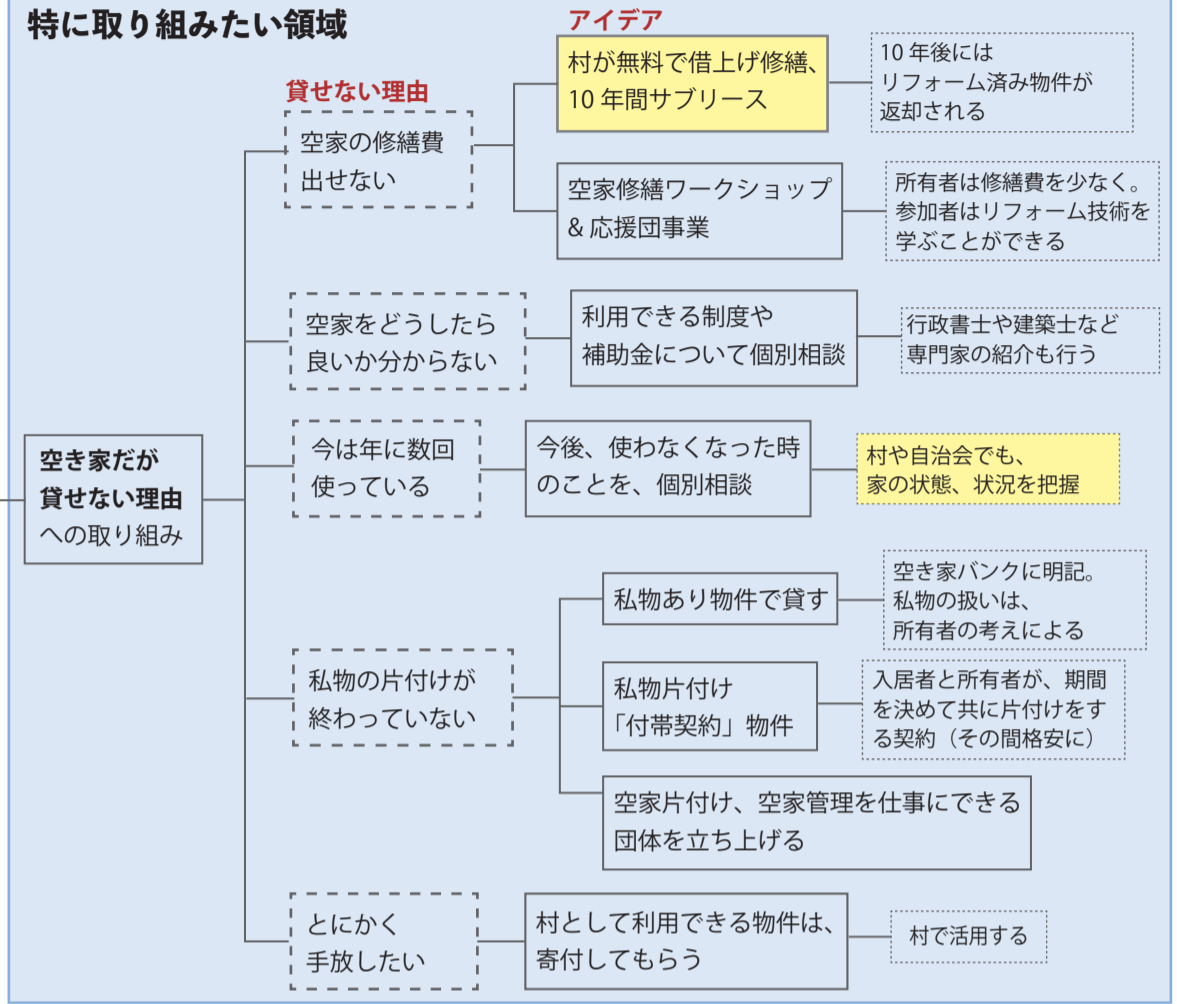 特に取り組みたい領域
アイデア
貸せない理由
空き家だが
貸せない理由
への取り組み
空家の修繕費
出せない
村が無料で借上げ修繕、
10年間サブリース
10年後には
リフォーム済み物件が
返却される
空家修繕ワークショップ
&応援団事業
所有者は修繕費を少なく。
参加者はリフォーム技術を
学ぶことができる
空家をどうしたら
良いか分からない
利用できる制度や
補助金について個別相談
行政書士や建築士など
専門家の紹介も行う
今は年に数回
使っている
今後、使わなくなった時
のことを、個別相談
村や自治会でも、
家の状態、状況を把握
私物の片付けが
終わっていない
私物あり物件で貸す
空き家バンクに明記。
私物の扱いは、
所有者の考えによる
私物片付け
「付帯契約」物件
入居者と所有者が、期間
を決めて共に片付けをす
る契約（その間格安に）
空家片付け、空家管理を仕事にできる
団体を立ち上げる
とにかく
手放したい
村として利用できる物件は、
寄付してもらう
村で活用する